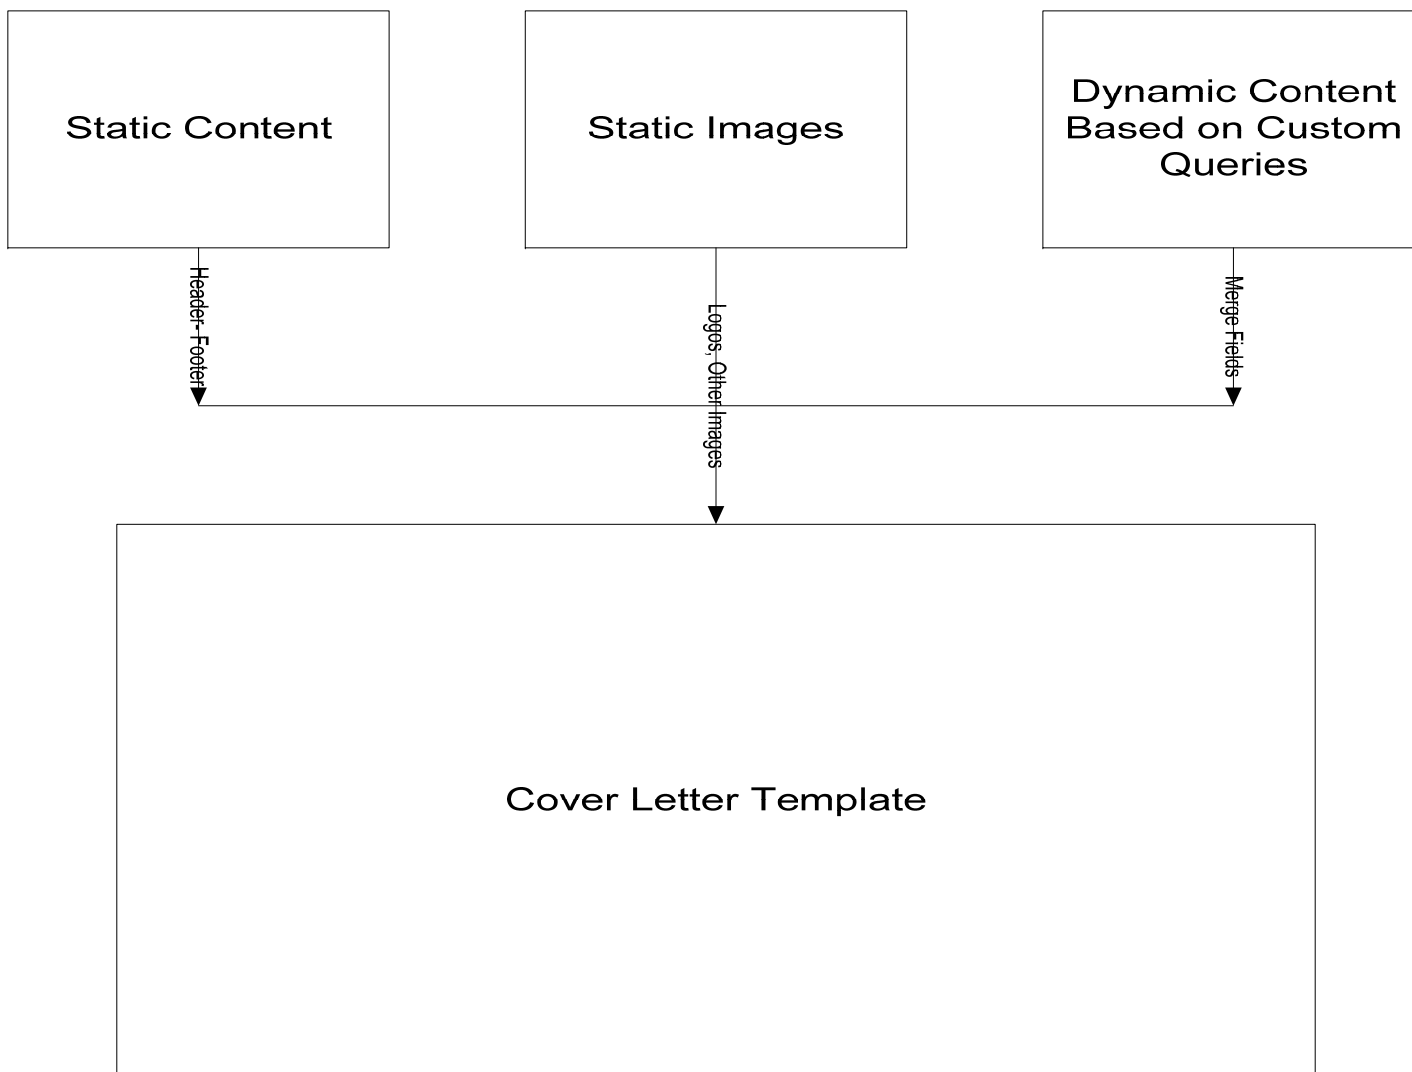 Static Content
Static Images
Dynamic Content
Based on Custom
Queries
Header- Footer
Logos, Other Images
Merge Fields
Cover Letter Template